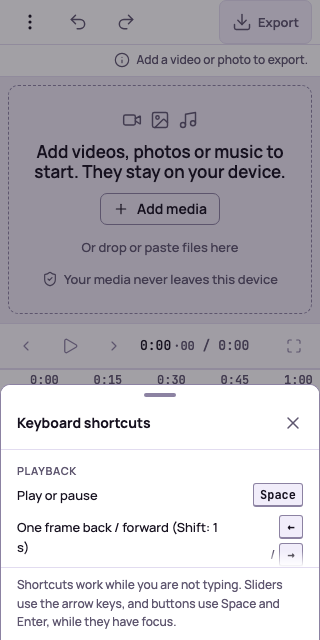 Export
Add a video or photo to export.
Add videos, photos or music to
start. They stay on your device.
+ Add media
Or drop or paste files here
Your media never leaves this device
0:00·00 / 0:00
0:00 0:15 0:30 0:45 1:00
Keyboard shortcuts
PLAYBACK
Play or pause Space
One frame back / forward (Shift: 1
s)
←
/ →
Shortcuts work while you are not typing. Sliders
use the arrow keys, and buttons use Space and
Enter, while they have focus.